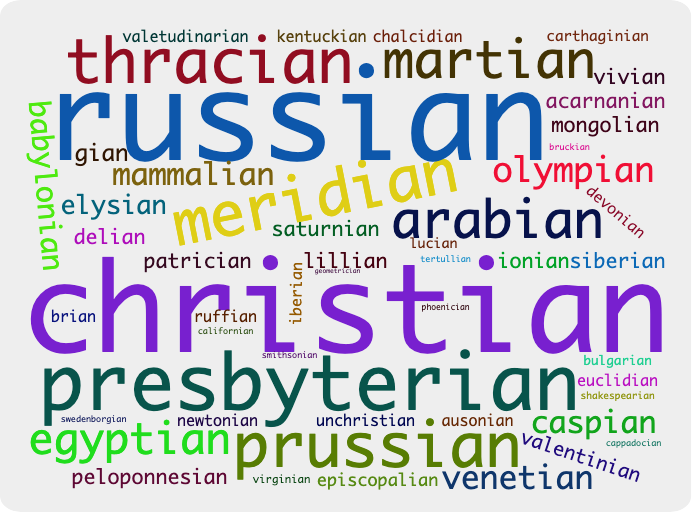 valetudinarian kentuckian chalcidian carthaginian
thracian martian vivian
russian acarnanian
mongolian
babylonian gian bruckian
mammalian meridian olympian
elysian devonian
delian saturnian arabian
lucian
patrician lillian tertullian ionian siberian
geometrician
iberian
christian phoenician
brian ruffian
californian
smithsonian
presbyterian bulgarian
euclidian
shakespearian
swedenborgian newtonian unchristian ausonian caspian
egyptian prussian valentinian cappadocian
peloponnesian virginian episcopalian venetian